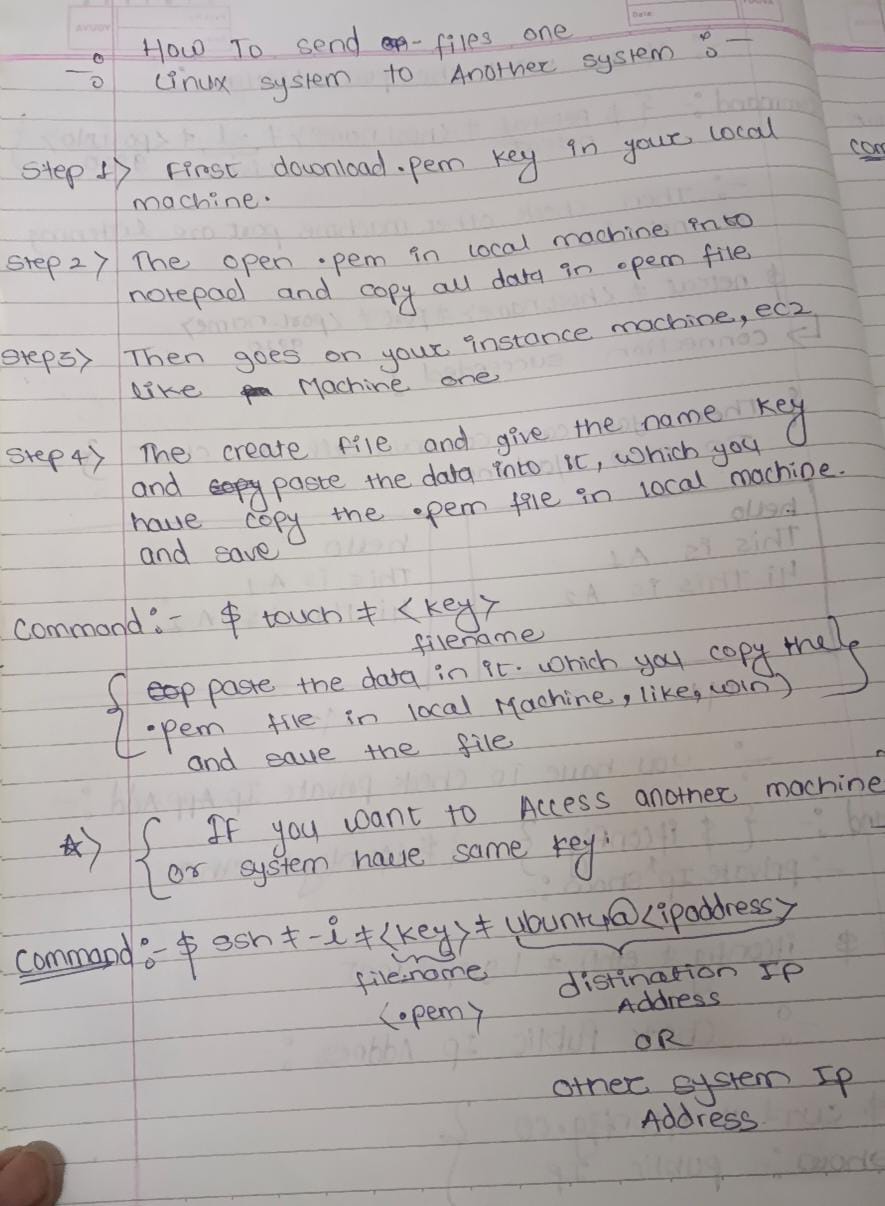 Date
How To send files one
Linux system to Another system :-
Step 1> First download .pem key in your local
machine.
com
Step 2> The open .pem in local machine into
notepad and copy all data in .pem file
Step3> Then goes on your instance machine, ec2
like Machine one
Step 4> The create file and give the name key
and paste the data into it, which you
have copy the .pem file in local machine.
and save
Command :- $ touch ≠ <key>
filename
{ paste the data in it. which you copy the }
.pem file in local Machine, like, win)
and save the file
☆> { If you want to Access another machine
or system have same key.
Command :- $ ssh ≠ -i ≠ <key> ≠ ubuntu@<ipaddress>
filename distination Ip
<.pem> Address
OR
other system Ip
Address